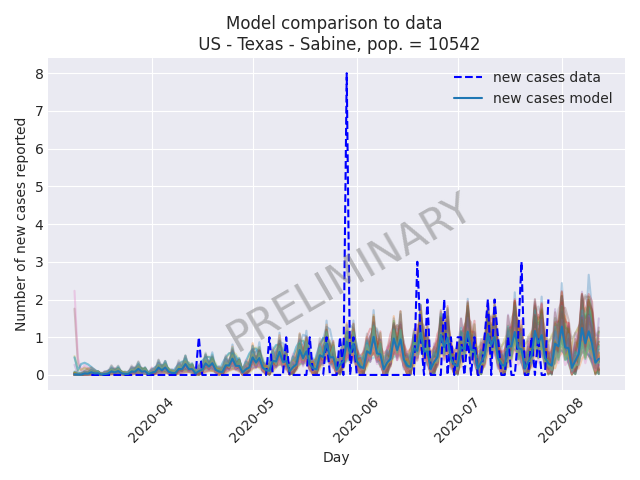 Model comparison to data
US - Texas - Sabine, pop. = 10542
new cases data
new cases model
PRELIMINARY
Number of new cases reported
8
7
6
5
4
3
2
1
0
2020-04
2020-05
2020-06
2020-07
2020-08
Day